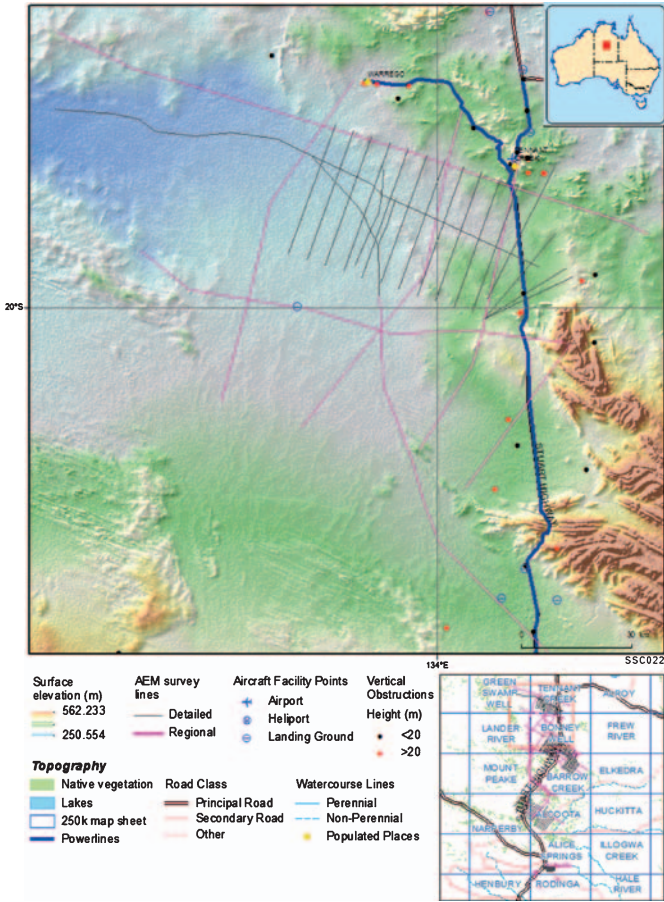 WARREGO
TENNANT
CREEK
20°S
STUART HIGHWAY
0 30 km
134°E
SSC022
Surface
elevation (m)
562.233
250.554
AEM survey
lines
Detailed
Regional
Aircraft Facility Points
Airport
Heliport
Landing Ground
Vertical
Obstructions
Height (m)
<20
>20
Topography
Native vegetation
Lakes
250k map sheet
Powerlines
Road Class
Principal Road
Secondary Road
Other
Watercourse Lines
Perennial
Non-Perennial
Populated Places
GREEN
SWAMP
WELL
TENNANT
CREEK
ALROY
LANDER
RIVER
BONNEY
WELL
FREW
RIVER
MOUNT
PEAKE
BARROW
CREEK
ELKEDRA
NAPPERBY
ALCOOTA
HUCKITTA
ALICE
SPRINGS
ILLOGWA
CREEK
HENBURY
RODINGA
HALE
RIVER